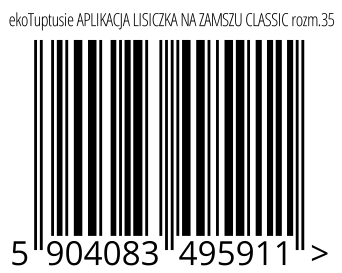 ekoTuptusie APLIKACJA LISICZKA NA ZAMSZU CLASSIC rozm.35
5 904083 495911 >